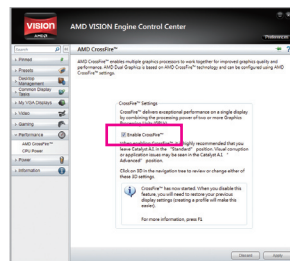 VISION
AMD
AMD VISION Engine Control Center
Preferences
Search
AMD CrossFire™
Pinned
Presets
Desktop Management
Common Display Tasks
My VGA Displays
Video
Gaming
Performance
AMD CrossFire™
CPU Power
Power
Information
AMD CrossFire™ enables multiple graphics processors to work together for improved graphics quality and
performance. AMD Dual Graphics is based on AMD CrossFire™ technology and can be configured using AMD
CrossFire™ settings.
CrossFire™ Settings
CrossFire™ delivers exceptional performance on a single display
by combining the processing power of two or more Graphics
Enable CrossFire™
highly recommended that you
leave Catalyst A.I. in the "Standard" position. Visual corruption
or application issues may be seen in the Catalyst A.I. "
Advanced" position.
Click on 3D in the navigation tree to review or change either of
these 3D settings.
CrossFire™ has now started. When you disable
this feature, you will need to restore your previous
display settings (creating a profile will make this
easier).
For more information, press F1
Discard
Apply